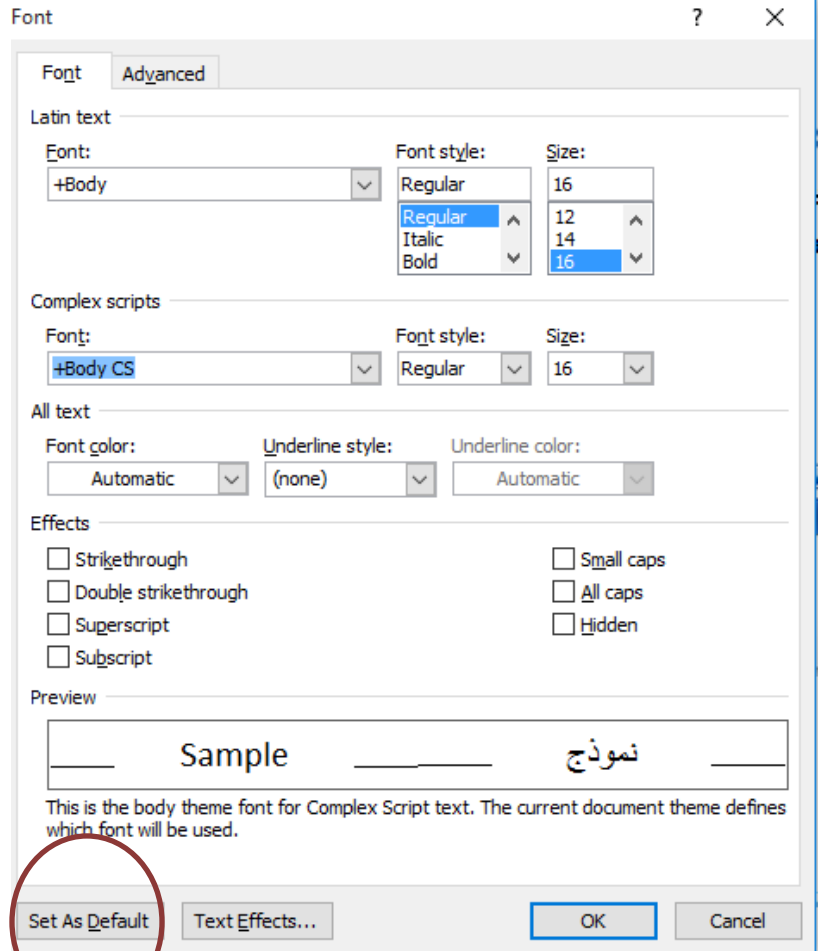 Font ?
Font Advanced
Latin text
Font: Font style: Size:
+Body Regular 16
Regular 12
Italic 14
Bold 16
Complex scripts
Font: Font style: Size:
+Body CS Regular 16
All text
Font color: Underline style: Underline color:
Automatic (none) Automatic
Effects
Strikethrough Small caps
Double strikethrough All caps
Superscript Hidden
Subscript
Preview
Sample نموذج
This is the body theme font for Complex Script text. The current document theme defines
which font will be used.
Set As Default Text Effects... OK Cancel